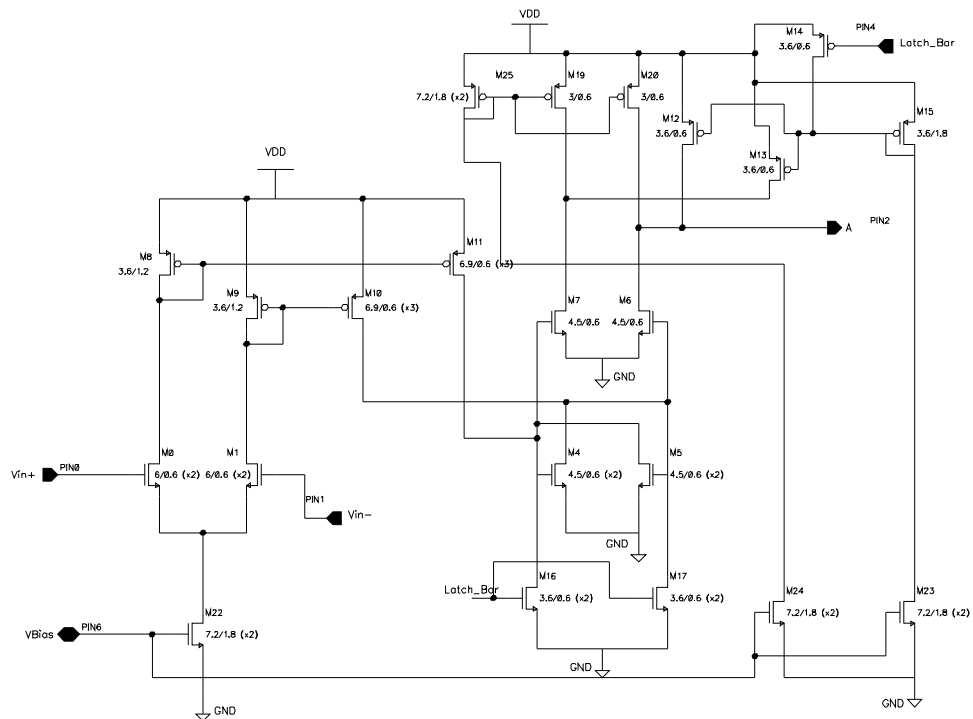 VDD
M14
PIN4
3.6/0.6
Latch_Bar
M25
M19
M20
7.2/1.8 (x2)
3/0.6
3/0.6
M12
3.6/0.6
M15
3.6/1.8
M13
3.6/0.6
VDD
A
PIN2
M8
3.6/1.2
M11
6.9/0.6 (x3)
M9
3.6/1.2
M10
6.9/0.6 (x3)
M7
M6
4.5/0.6
4.5/0.6
GND
M0
M1
M4
M5
Vin+
PIN0
6/0.6 (x2)
6/0.6 (x2)
4.5/0.6 (x2)
4.5/0.6 (x2)
PIN1
Vin-
GND
M16
M17
M24
M23
Latch_Bar
3.6/0.6 (x2)
3.6/0.6 (x2)
7.2/1.8 (x2)
7.2/1.8 (x2)
M22
VBias
PIN6
7.2/1.8 (x2)
GND
GND
GND